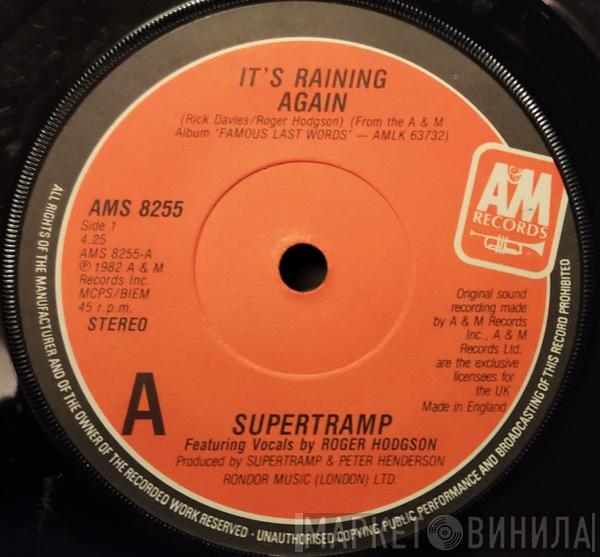 IT'S RAINING
AGAIN
(Rick Davies/Roger Hodgson) (From the A & M
Album 'FAMOUS LAST WORDS' — AMLK 63732)
A&M
RECORDS
AMS 8255
Side 1
4.25
AMS 8255-A
℗ 1982 A & M
Records Inc.
MCPS/BIEM
45 r.p.m.
STEREO
Original sound
recording made
by A & M Records
Inc., A & M
Records Ltd.
are the exclusive
licensees for
the UK
Made in England
A
SUPERTRAMP
Featuring Vocals by ROGER HODGSON
Produced by SUPERTRAMP & PETER HENDERSON
RONDOR MUSIC (LONDON) LTD.
ALL RIGHTS OF THE MANUFACTURER AND OF THE OWNER OF THE RECORDED WORK RESERVED · UNAUTHORISED COPYING PUBLIC PERFORMANCE AND BROADCASTING OF THIS RECORD PROHIBITED
МАРКЕТ ВИНИЛА!